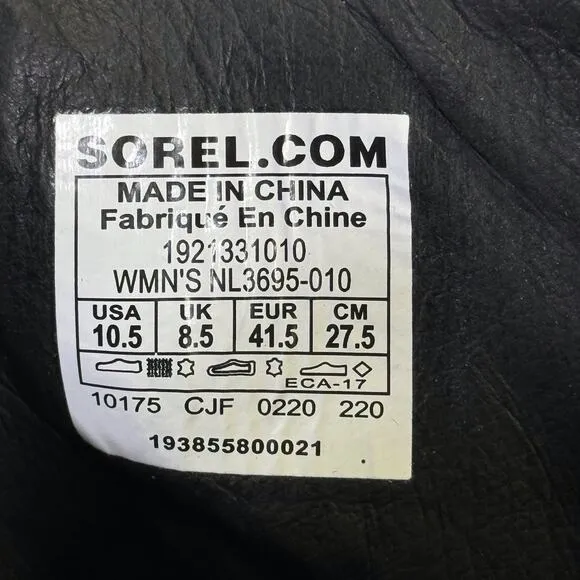 SOREL.COM
MADE IN CHINA
Fabriqué En Chine
1921331010
WMN'S NL3695-010
USA UK EUR CM
10.5 8.5 41.5 27.5
ECA-17
10175 CJF 0220 220
193855800021